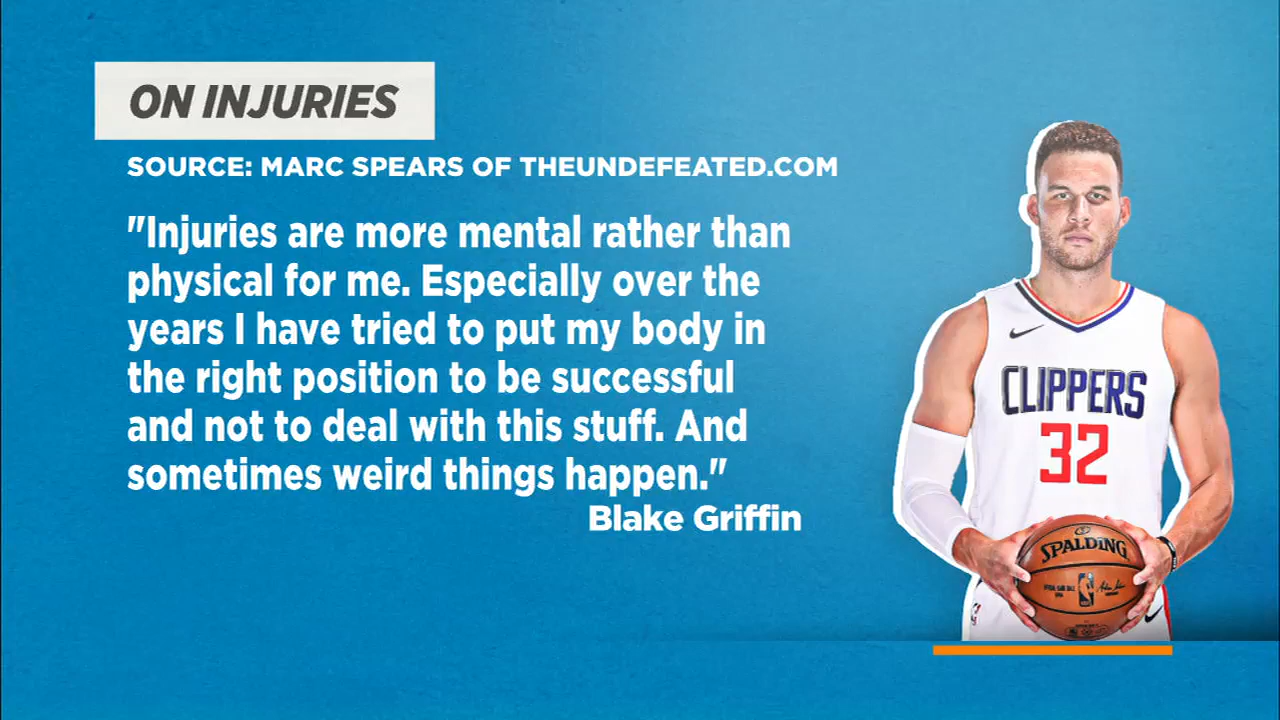 ON INJURIES
SOURCE: MARC SPEARS OF THEUNDEFEATED.COM
"Injuries are more mental rather than
physical for me. Especially over the
years I have tried to put my body in
the right position to be successful
and not to deal with this stuff. And
sometimes weird things happen."
Blake Griffin
CLIPPERS
32
SPALDING